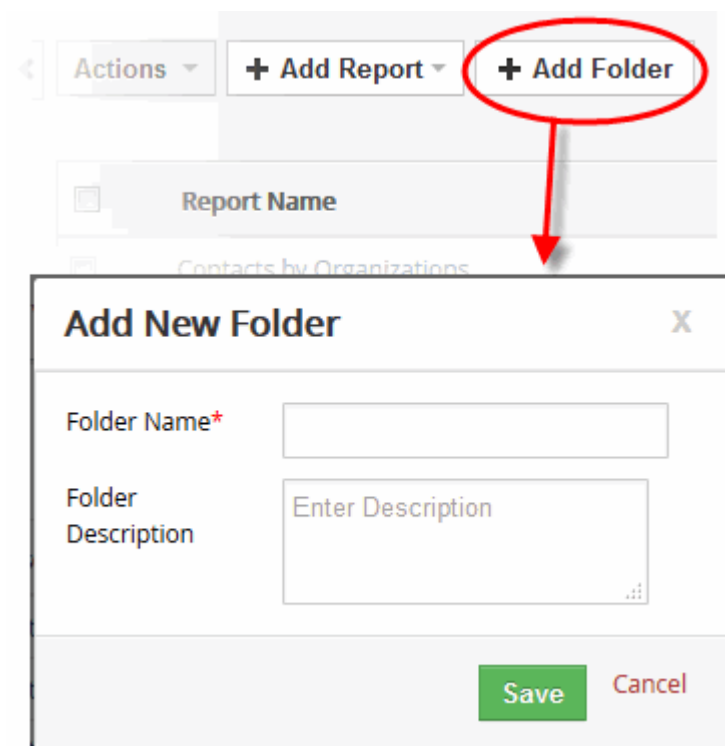 Actions + Add Report + Add Folder
Report Name
Contacts by Organizations
Add New Folder X
Folder Name*
Folder
Description
Enter Description
Save Cancel